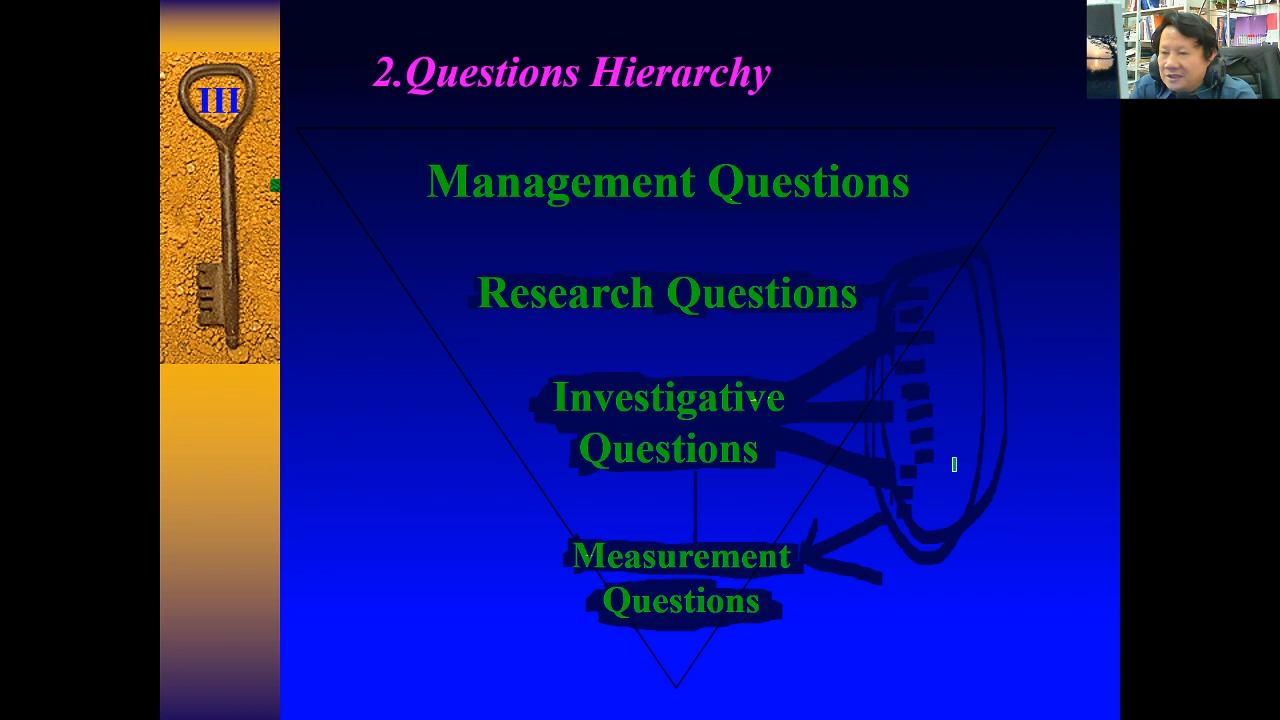 2.Questions Hierarchy
III
Management Questions
Research Questions
Investigative
Questions
Measurement
Questions